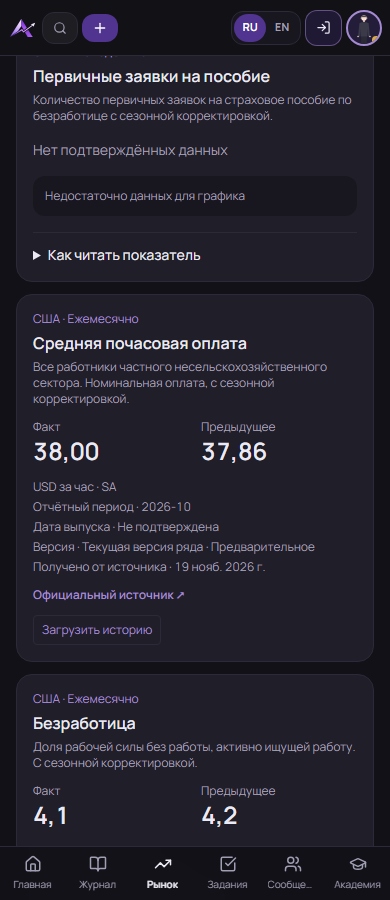 RU EN
Первичные заявки на пособие
Количество первичных заявок на страховое пособие по
безработице с сезонной корректировкой.
Нет подтверждённых данных
Недостаточно данных для графика
Как читать показатель
США · Ежемесячно
Средняя почасовая оплата
Все работники частного несельскохозяйственного
сектора. Номинальная оплата, с сезонной
корректировкой.
Факт Предыдущее
38,00 37,86
USD за час · SA
Отчётный период · 2026-10
Дата выпуска · Не подтверждена
Версия · Текущая версия ряда · Предварительное
Получено от источника · 19 нояб. 2026 г.
Официальный источник ↗
Загрузить историю
США · Ежемесячно
Безработица
Доля рабочей силы без работы, активно ищущей работу.
С сезонной корректировкой.
Факт Предыдущее
4,1 4,2
Главная Журнал Рынок Задания Сообще... Академия